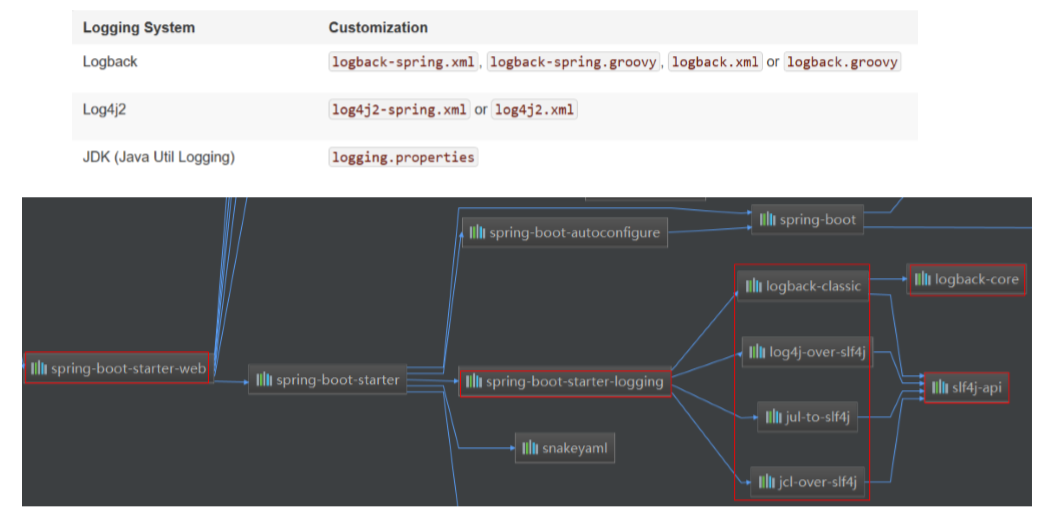 Logging System Customization
Logback logback-spring.xml, logback-spring.groovy, logback.xml or logback.groovy
Log4j2 log4j2-spring.xml or log4j2.xml
JDK (Java Util Logging) logging.properties
spring-boot
spring-boot-autoconfigure
logback-core
logback-classic
log4j-over-slf4j
spring-boot-starter-web
spring-boot-starter
spring-boot-starter-logging
slf4j-api
jul-to-slf4j
snakeyaml
jcl-over-slf4j